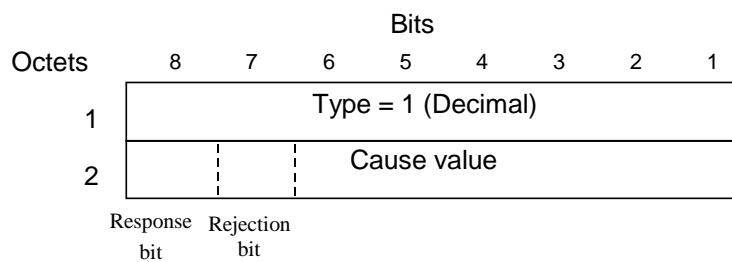 Bits
Octets 8 7 6 5 4 3 2 1
1 Type = 1 (Decimal)
2 Cause value
Response Rejection
bit bit